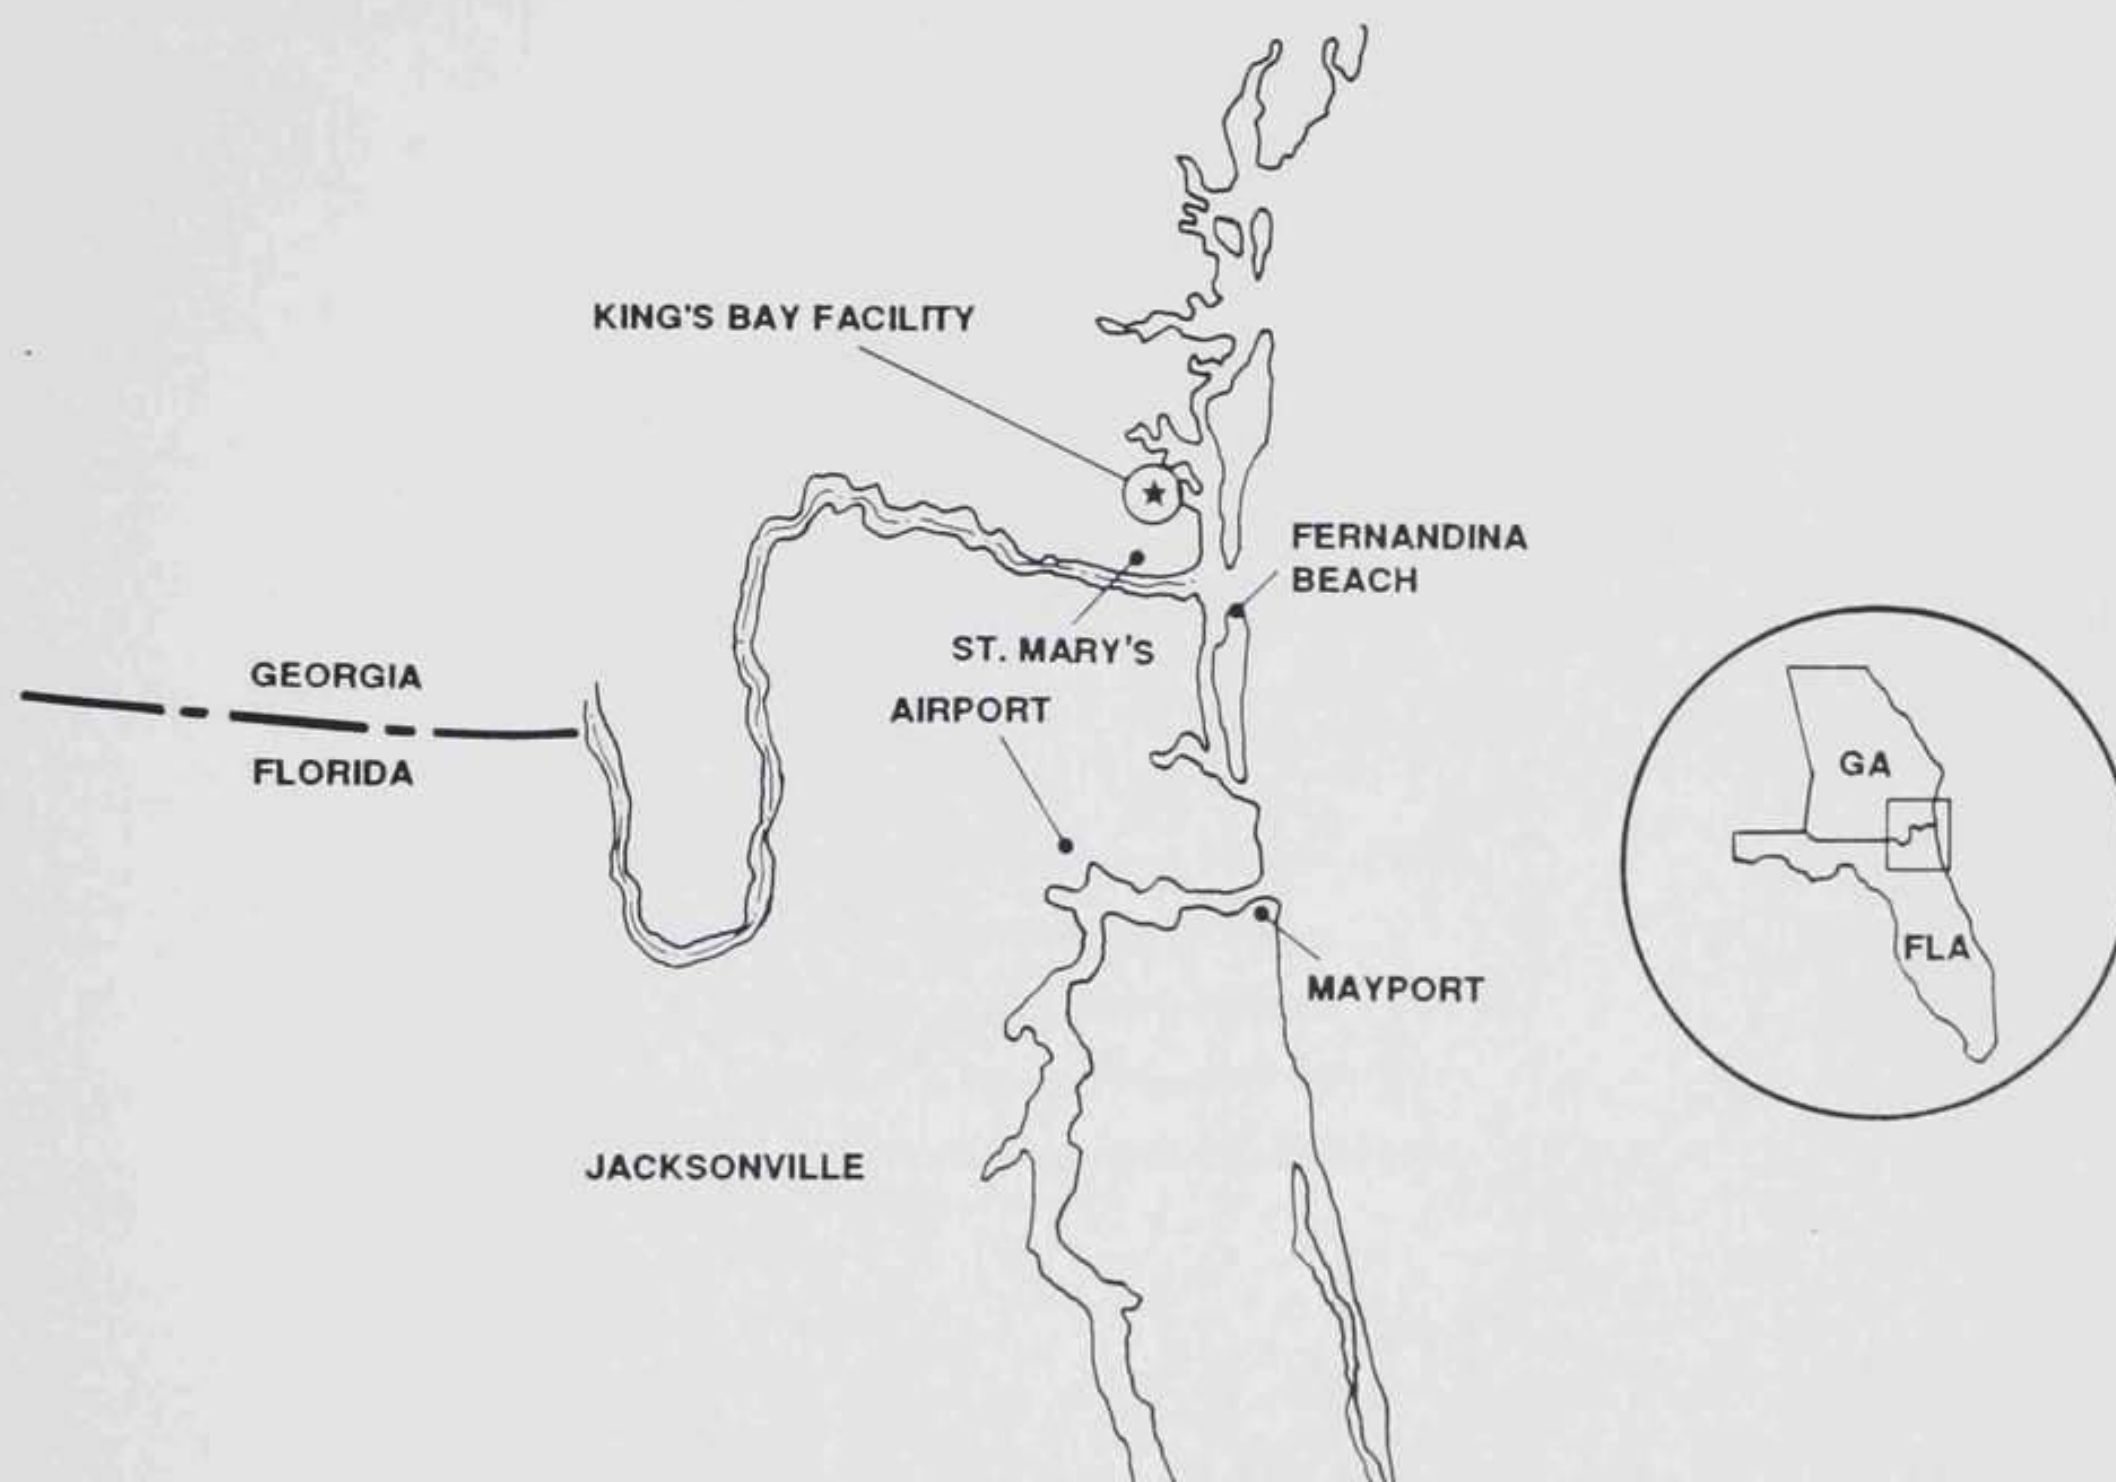 KING'S BAY FACILITY
FERNANDINA
BEACH
ST. MARY'S
GEORGIA
AIRPORT
FLORIDA
GA
FLA
MAYPORT
JACKSONVILLE